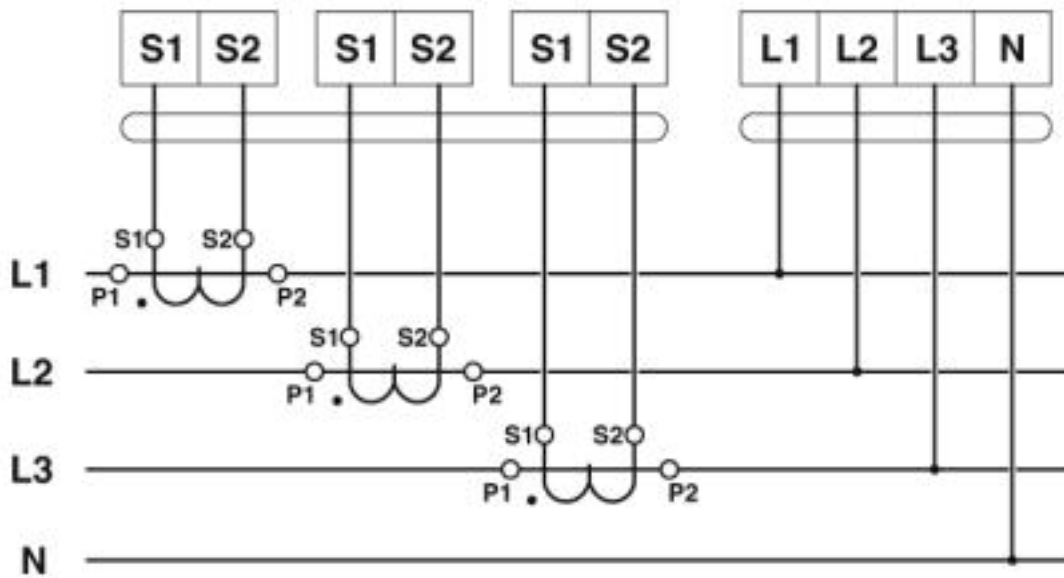 S1 S2 S1 S2 S1 S2 L1 L2 L3 N
S1 S2
L1
P1 P2
S1 S2
L2
P1 P2
S1 S2
L3
P1 P2
N